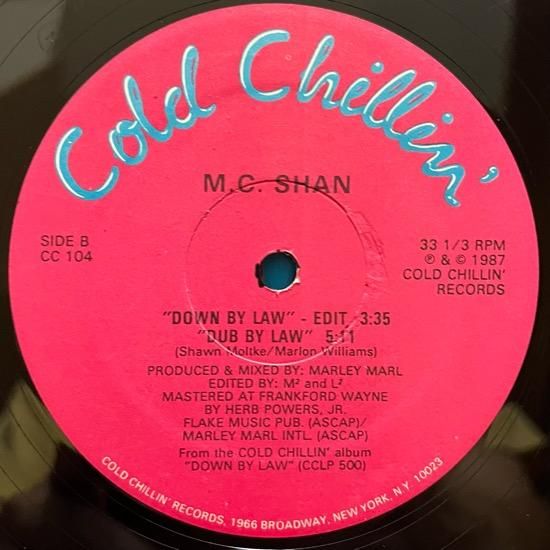 Cold Chillin'
M.C. SHAN
SIDE B
CC 104
33 1/3 RPM
℗ & © 1987
COLD CHILLIN'
RECORDS
"DOWN BY LAW" - EDIT 3:35
"DUB BY LAW" 5:11
(Shawn Moltke/Marlon Williams)
PRODUCED & MIXED BY: MARLEY MARL
EDITED BY: M² and L²
MASTERED AT FRANKFORD WAYNE
BY HERB POWERS, JR.
FLAKE MUSIC PUB. (ASCAP)/
MARLEY MARL INTL. (ASCAP)
From the COLD CHILLIN' album
"DOWN BY LAW" (CCLP 500)
COLD CHILLIN' RECORDS, 1966 BROADWAY, NEW YORK, N.Y. 10023